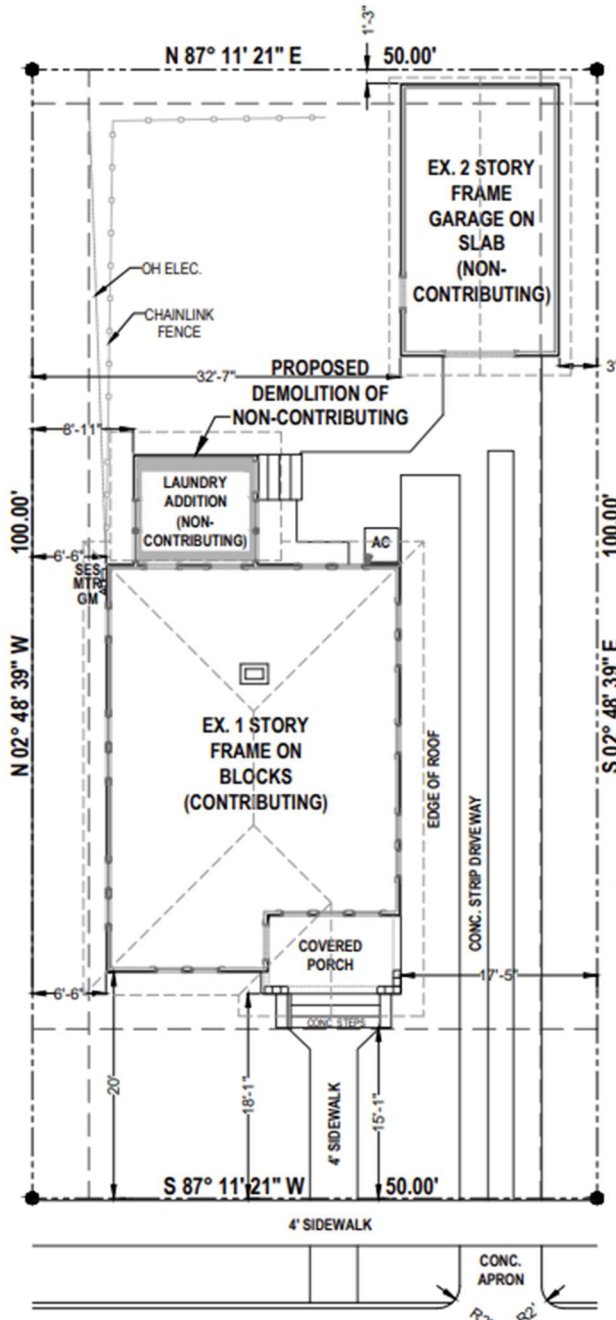 1'-3"
N 87° 11' 21" E 50.00'
EX. 2 STORY
FRAME
GARAGE ON
SLAB
(NON-
CONTRIBUTING)
OH ELEC.
CHAINLINK
FENCE
3'
32'-7"
PROPOSED
DEMOLITION OF
NON-CONTRIBUTING
8'-11"
LAUNDRY
ADDITION
(NON-
CONTRIBUTING)
AC
100.00'
100.00'
6'-6"
SES
MTR
GM
N 02° 48' 39" W
S 02° 48' 39" E
EX. 1 STORY
FRAME ON
BLOCKS
(CONTRIBUTING)
EDGE OF ROOF
CONC. STRIP DRIVEWAY
COVERED
PORCH
17'-5"
6'-6"
CONC. STEPS
20'
18'-1"
4' SIDEWALK
15'-1"
S 87° 11' 21" W 50.00'
4' SIDEWALK
CONC.
APRON
R2'